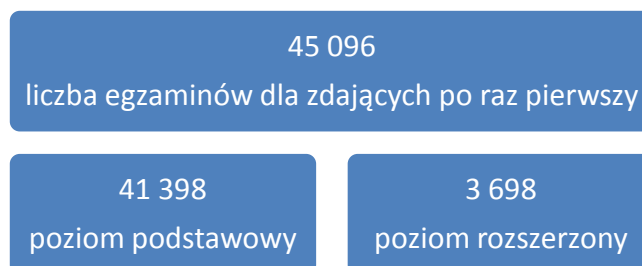 45 096
liczba egzaminów dla zdających po raz pierwszy
41 398
poziom podstawowy
3 698
poziom rozszerzony